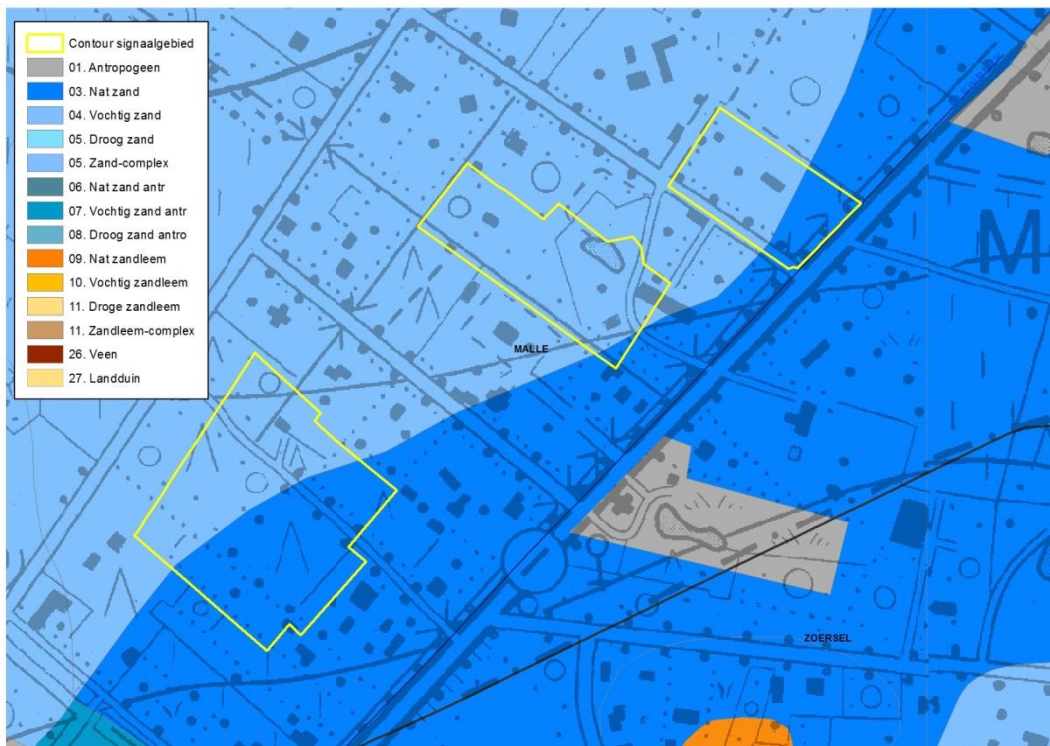 Contour signaalgebied
01. Antropogeen
03. Nat zand
04. Vochtig zand
05. Droog zand
05. Zand-complex
06. Nat zand antr
07. Vochtig zand antr
08. Droog zand antro
09. Nat zandleem
10. Vochtig zandleem
11. Droge zandleem
11. Zandleem-complex
26. Veen
27. Landduin
MALLE
M
ZOERSEL